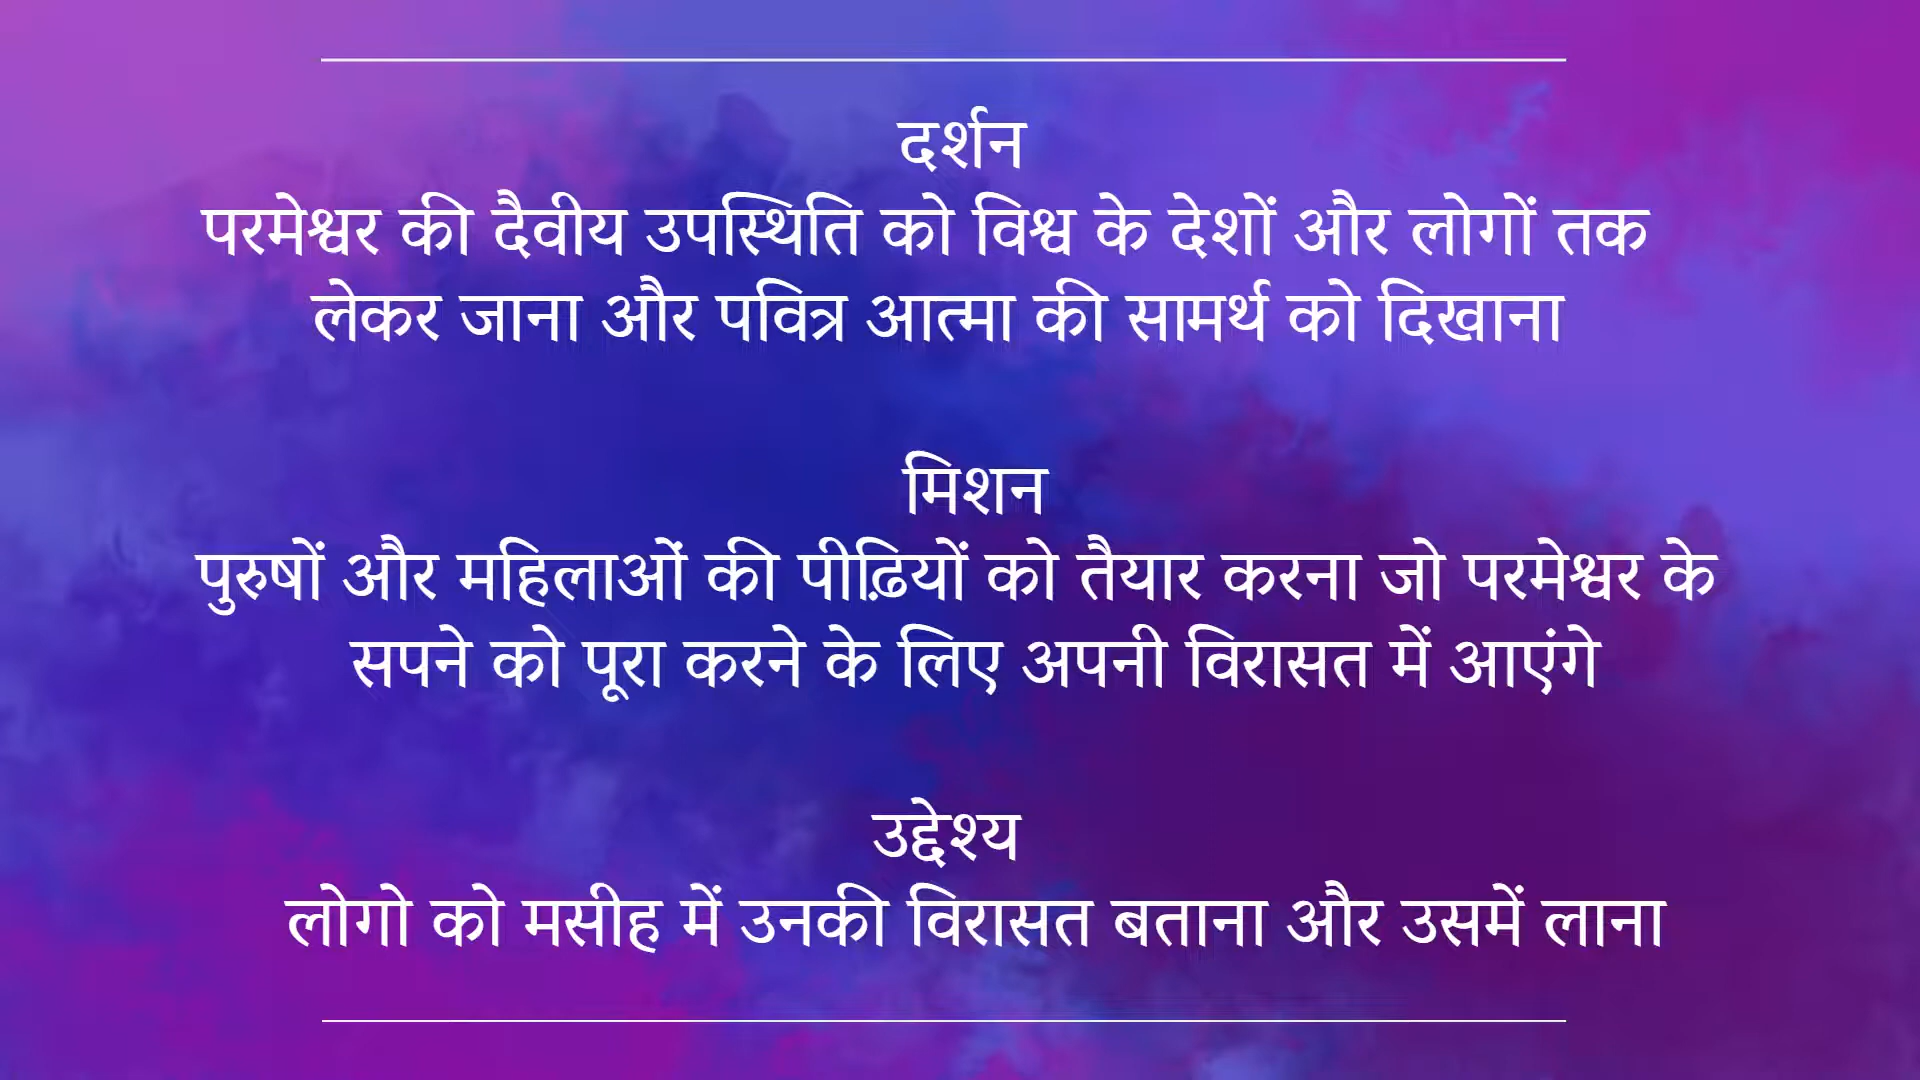 दर्शन
परमेश्वर की दैवीय उपस्थिति को विश्व के देशों और लोगों तक
लेकर जाना और पवित्र आत्मा की सामर्थ को दिखाना
मिशन
पुरुषों और महिलाओं की पीढ़ियों को तैयार करना जो परमेश्वर के
सपने को पूरा करने के लिए अपनी विरासत में आएंगे
उद्देश्य
लोगो को मसीह में उनकी विरासत बताना और उसमें लाना